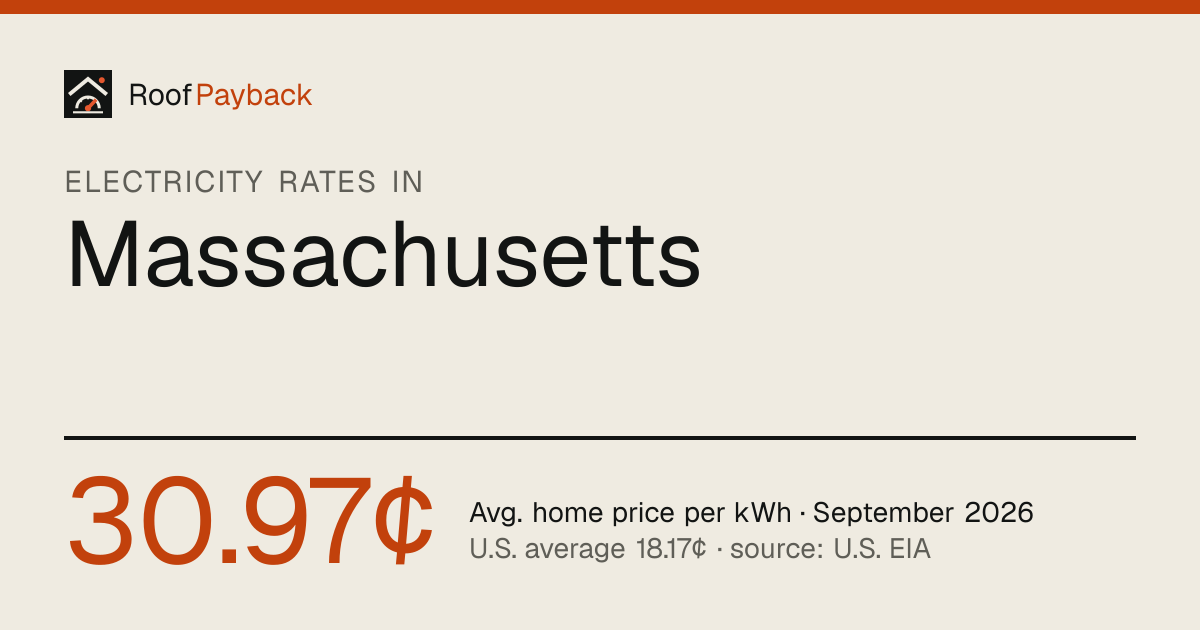 RoofPayback
ELECTRICITY RATES IN
Massachusetts
30.97¢
Avg. home price per kWh · September 2026
U.S. average 18.17¢ · source: U.S. EIA